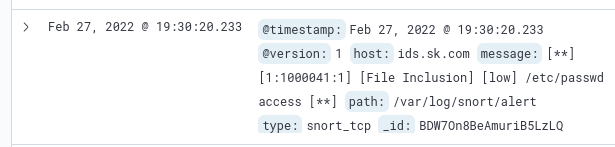 Feb 27, 2022 @ 19:30:20.233
@timestamp: Feb 27, 2022 @ 19:30:20.233
@version: 1 host: ids.sk.com message: [**]
[1:1000041:1] [File Inclusion] [low] /etc/passwd
access [**] path: /var/log/snort/alert
type: snort_tcp _id: BDW7On8BeAmuriB5LzLQ